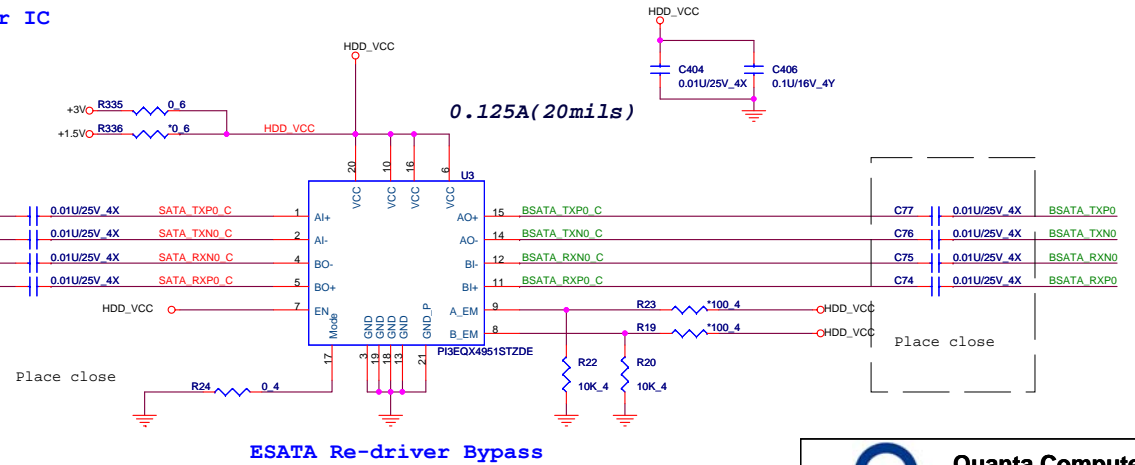 r IC
HDD_VCC
C404
0.01U/25V_4X
C406
0.1U/16V_4Y
HDD_VCC
+3V
R335
0_6
+1.5V
R336
*0_6
HDD_VCC
0.125A(20mils)
20
10
16
6
U3
VCC
VCC
VCC
VCC
0.01U/25V_4X
SATA_TXP0_C
1
AI+
AO+
15
BSATA_TXP0_C
C77
0.01U/25V_4X
BSATA_TXP0
0.01U/25V_4X
SATA_TXN0_C
2
AI-
AO-
14
BSATA_TXN0_C
C76
0.01U/25V_4X
BSATA_TXN0
0.01U/25V_4X
SATA_RXN0_C
4
BO-
BI-
12
BSATA_RXN0_C
C75
0.01U/25V_4X
BSATA_RXN0
0.01U/25V_4X
SATA_RXP0_C
5
BO+
BI+
11
BSATA_RXP0_C
C74
0.01U/25V_4X
BSATA_RXP0
HDD_VCC
7
EN
A_EM
9
R23
*100_4
HDD_VCC
Mode
GND
GND
GND
GND
GND_P
B_EM
8
R19
*100_4
HDD_VCC
PI3EQX4951STZDE
17
3
19
18
13
21
Place close
Place close
R22
10K_4
R20
10K_4
R24
0_4
ESATA Re-driver Bypass
Quanta Compute